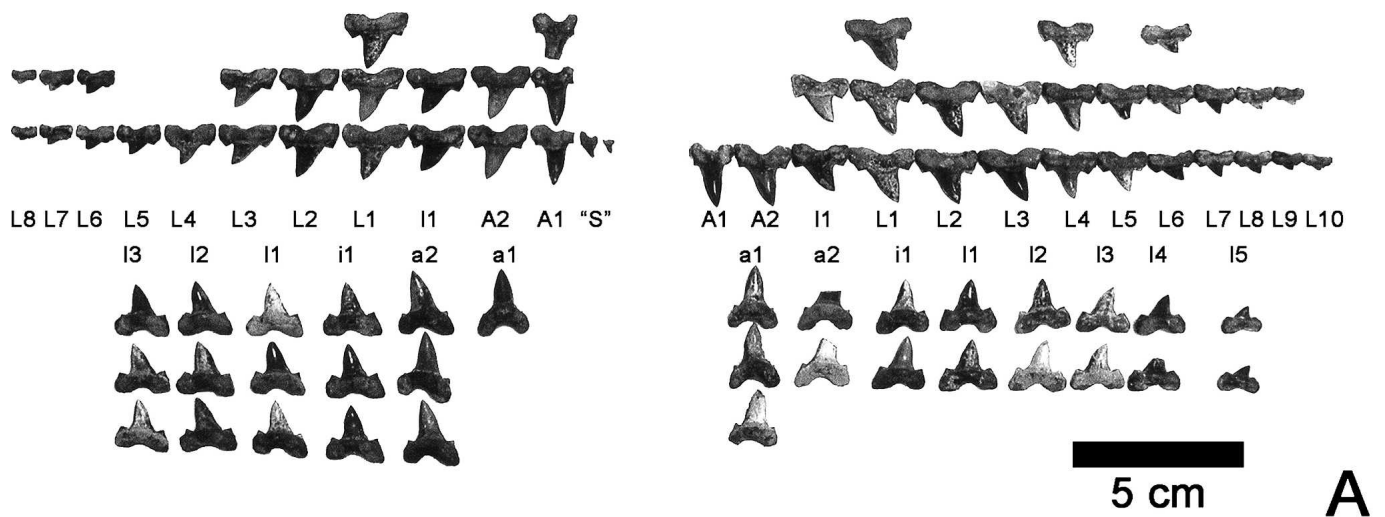 L8 L7 L6 L5 L4 L3 L2 L1 I1 A2 A1 "S" A1 A2 I1 L1 L2 L3 L4 L5 L6 L7 L8 L9 L10
l3 l2 l1 i1 a2 a1 a1 a2 i1 l1 l2 l3 l4 l5
5 cm
A